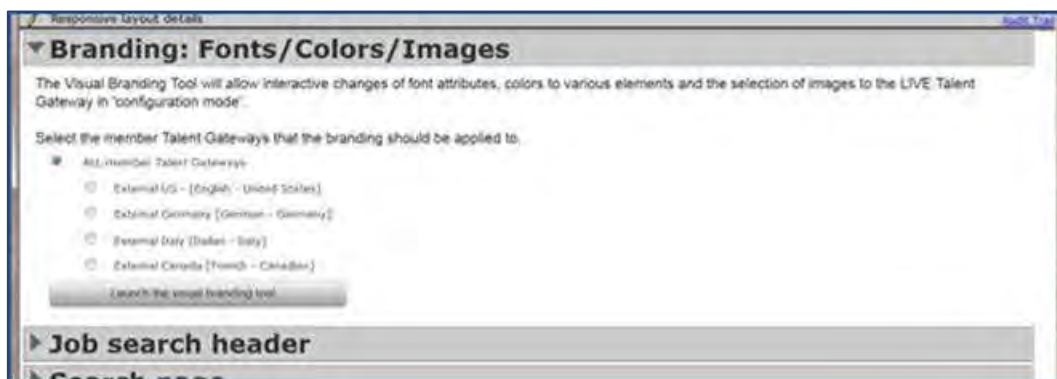 Responsive layout details
Audit Trail
Branding: Fonts/Colors/Images
The Visual Branding Tool will allow interactive changes of font attributes, colors to various elements and the selection of images to the LIVE Talent
Gateway in "configuration mode".
Select the member Talent Gateways that the branding should be applied to.
ALL member Talent Gateways
External US - [English - United States]
External Germany [German - Germany]
External Italy [Italian - Italy]
External Canada [French - Canadian]
Launch the visual branding tool
Job search header
Search page